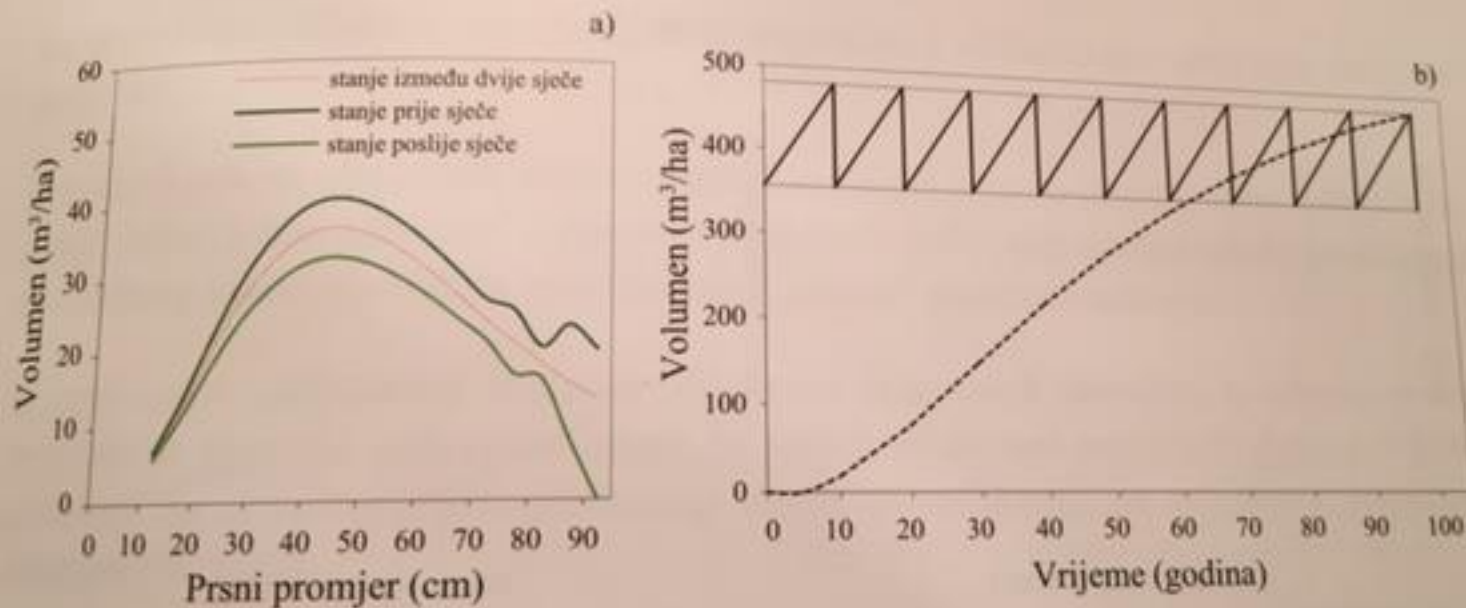 a)
60
50
40
30
20
10
0
Volumen (m³/ha)
stanje između dvije sječe
stanje prije sječe
stanje poslije sječe
0 10 20 30 40 50 60 70 80 90
Prsni promjer (cm)
b)
500
400
300
200
100
0
Volumen (m³/ha)
0 10 20 30 40 50 60 70 80 90 100
Vrijeme (godina)